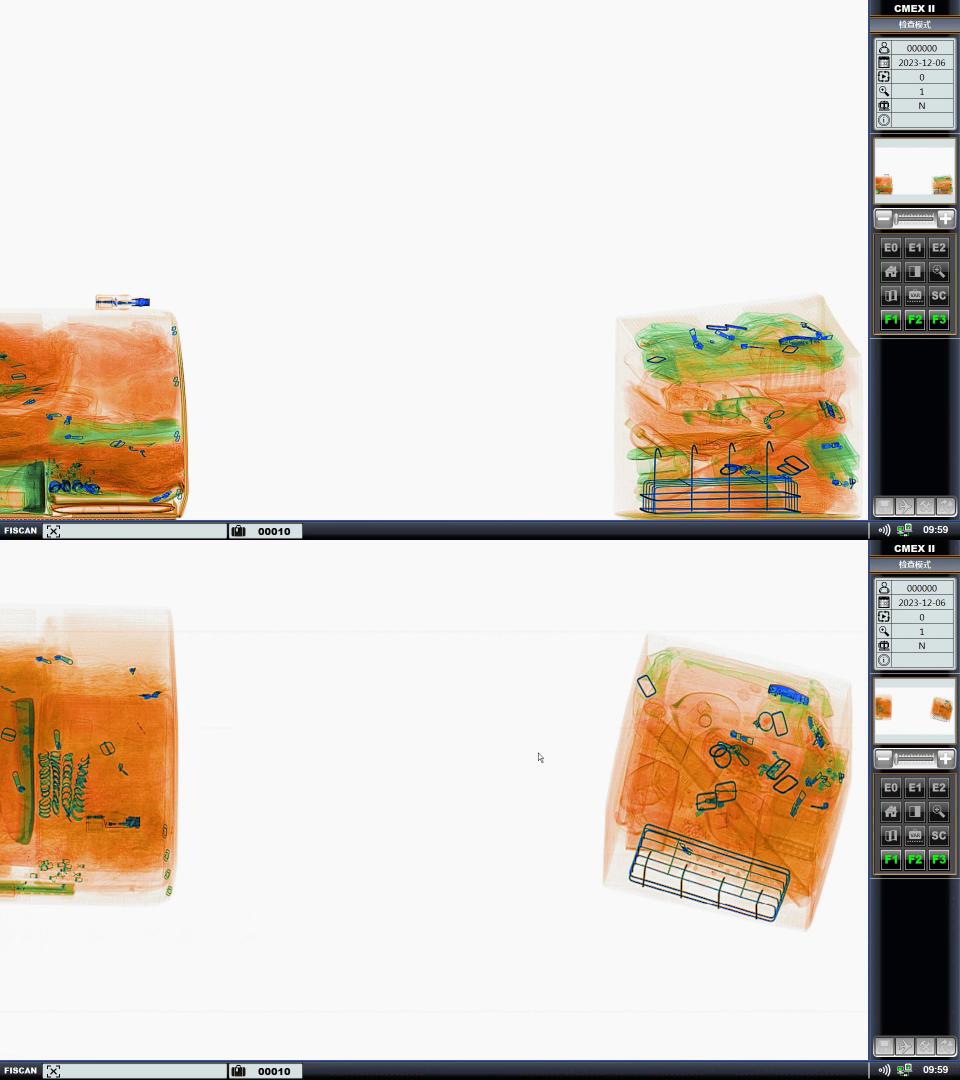 CMEX II
检查模式
000000
2023-12-06
0
1
N
E0 E1 E2
VAR SC
F1 F2 F3
FISCAN 00010 09:59
CMEX II
检查模式
000000
2023-12-06
0
1
N
E0 E1 E2
VAR SC
F1 F2 F3
FISCAN 00010 09:59